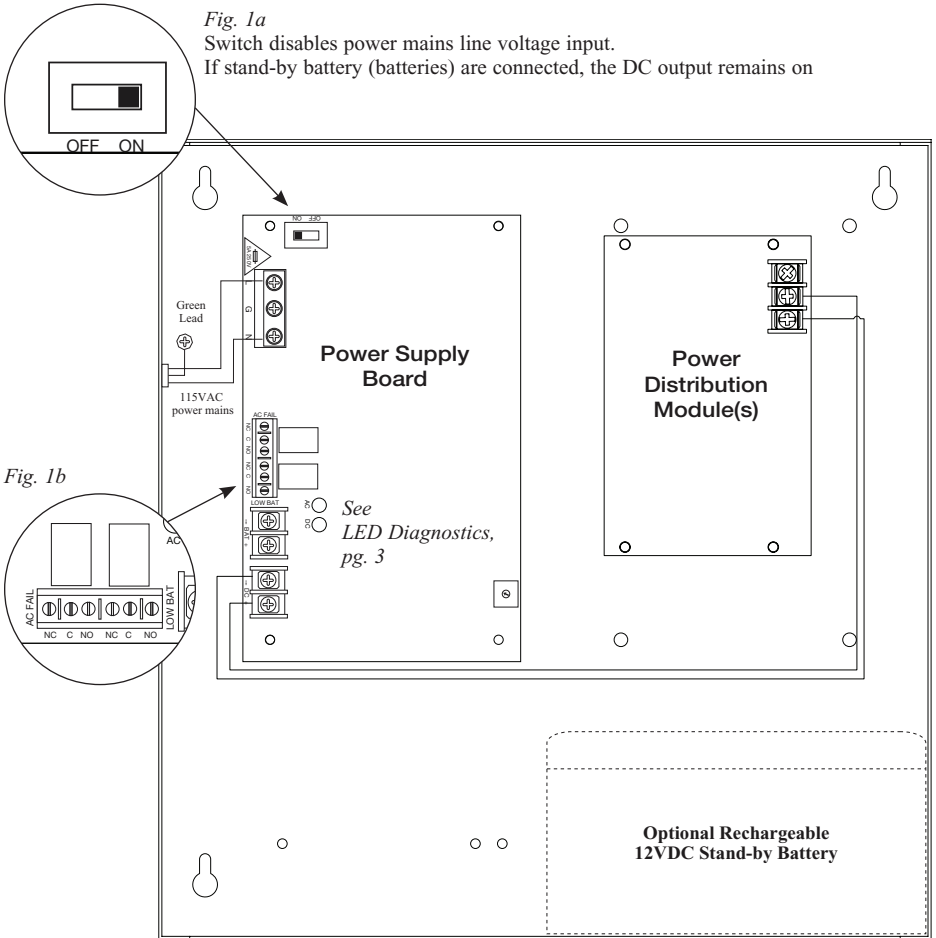 Fig. 1a
Switch disables power mains line voltage input.
If stand-by battery (batteries) are connected, the DC output remains on
OFF ON
ON OFF
5A 250V
L
G
N
Green
Lead
115VAC
power mains
Power Supply
Board
Power
Distribution
Module(s)
AC FAIL
NC C NO NC C NO
LOW BAT
– BAT +
– DC
AC
DC
See
LED Diagnostics,
pg. 3
Fig. 1b
AC
AC FAIL
LOW BAT
NC C NO NC C NO
Optional Rechargeable
12VDC Stand-by Battery